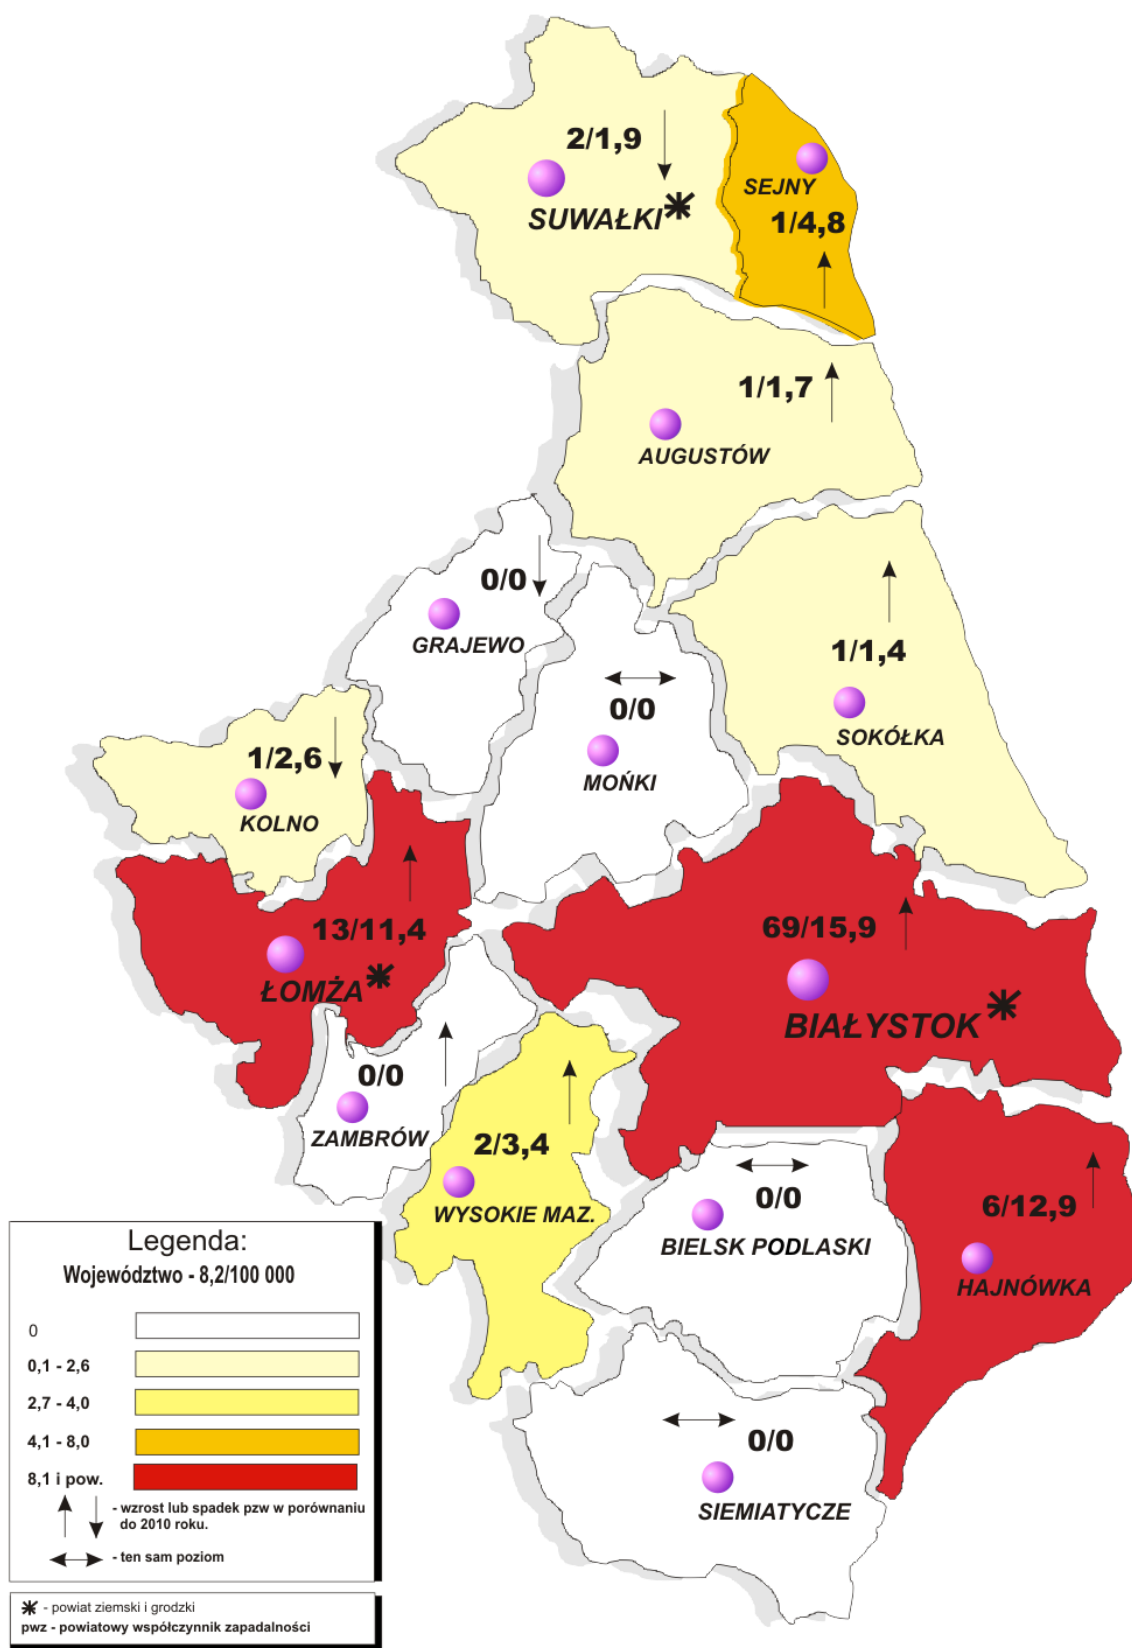 2/1,9
SUWAŁKI
SEJNY
1/4,8
1/1,7
AUGUSTÓW
0/0
GRAJEWO
1/1,4
SOKÓŁKA
0/0
MOŃKI
1/2,6
KOLNO
13/11,4
ŁOMŻA
69/15,9
BIAŁYSTOK
0/0
ZAMBRÓW
2/3,4
WYSOKIE MAZ.
0/0
BIELSK PODLASKI
6/12,9
HAJNÓWKA
0/0
SIEMIATYCZE
Legenda:
Województwo - 8,2/100 000
0
0,1 - 2,6
2,7 - 4,0
4,1 - 8,0
8,1 i pow.
- wzrost lub spadek pzw w porównaniu
do 2010 roku.
- ten sam poziom
- powiat ziemski i grodzki
pwz - powiatowy współczynnik zapadalności